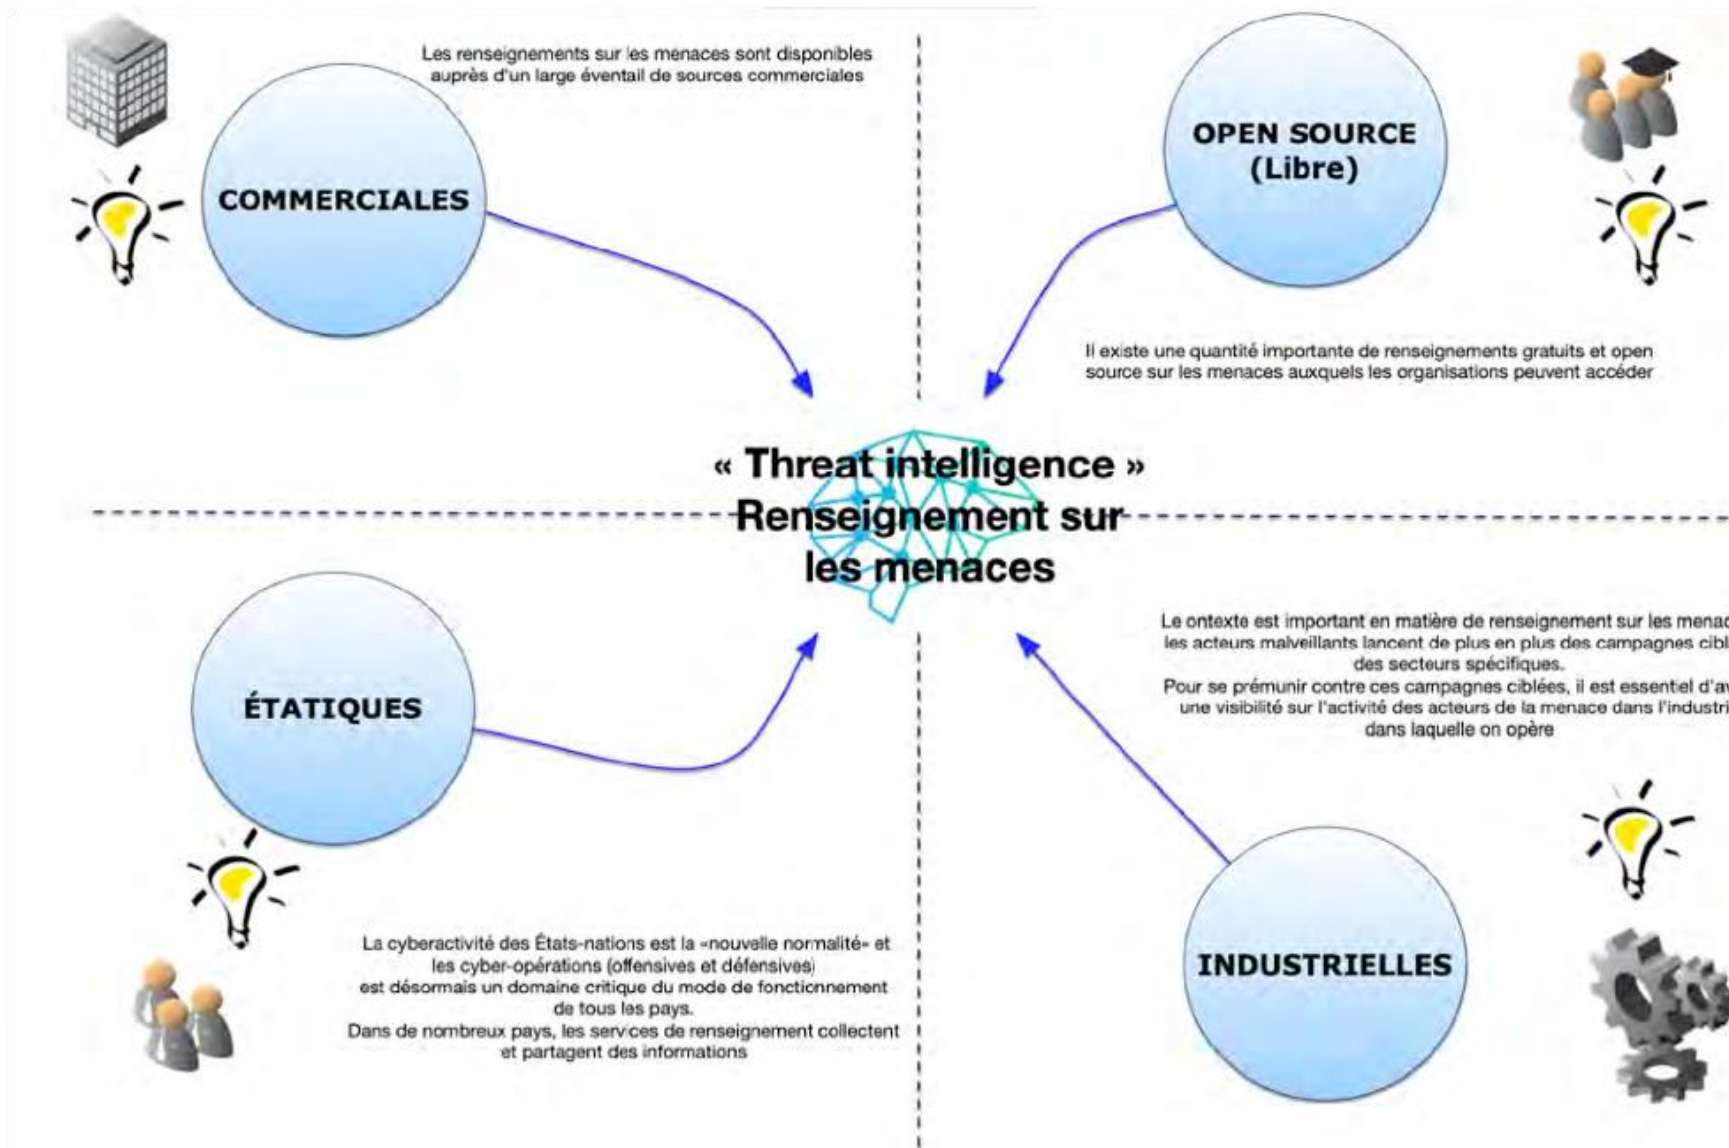 Les renseignements sur les menaces sont disponibles
auprès d'un large éventail de sources commerciales
COMMERCIALES
OPEN SOURCE
(Libre)
Il existe une quantité importante de renseignements gratuits et open
source sur les menaces auxquels les organisations peuvent accéder
« Threat intelligence »
Renseignement sur
les menaces
ÉTATIQUES
La cyberactivité des États-nations est la «nouvelle normalité» et
les cyber-opérations (offensives et défensives)
est désormais un domaine critique du mode de fonctionnement
de tous les pays.
Dans de nombreux pays, les services de renseignement collectent
et partagent des informations
Le ontexte est important en matière de renseignement sur les menac
les acteurs malveillants lancent de plus en plus des campagnes cibl
des secteurs spécifiques.
Pour se prémunir contre ces campagnes ciblées, il est essentiel d'av
une visibilité sur l'activité des acteurs de la menace dans l'industri
dans laquelle on opère
INDUSTRIELLES